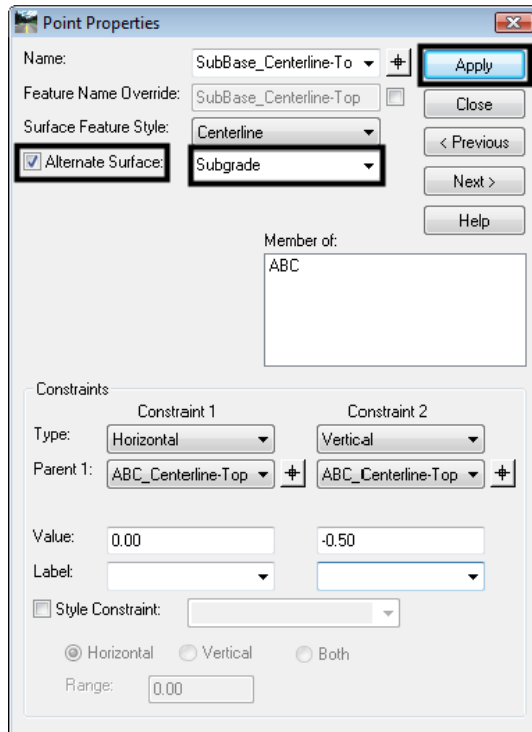 Point Properties
Name: SubBase_Centerline-To
Apply
Feature Name Override: SubBase_Centerline-Top
Close
Surface Feature Style: Centerline
< Previous
Alternate Surface: Subgrade
Next >
Help
Member of:
ABC
Constraints
Constraint 1 Constraint 2
Type: Horizontal Vertical
Parent 1: ABC_Centerline-Top ABC_Centerline-Top
Value: 0.00 -0.50
Label:
Style Constraint:
Horizontal Vertical Both
Range: 0.00